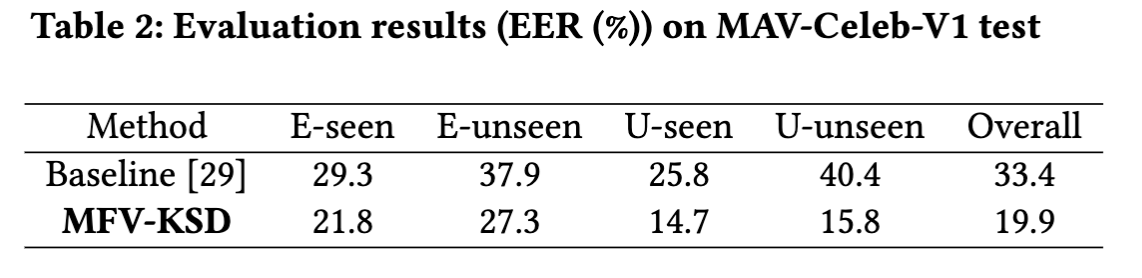 Table 2: Evaluation results (EER (%)) on MAV-Celeb-V1 test
Method E-seen E-unseen U-seen U-unseen Overall
Baseline [29] 29.3 37.9 25.8 40.4 33.4
MFV-KSD 21.8 27.3 14.7 15.8 19.9